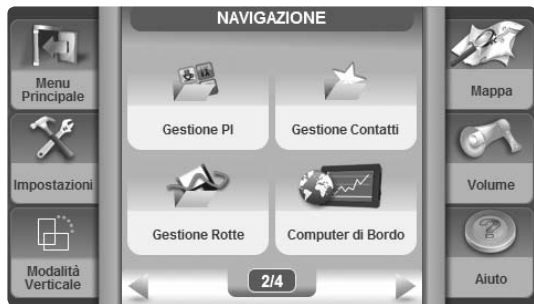 NAVIGAZIONE
Menu
Principale
Mappa
Gestione PI
Gestione Contatti
Impostazioni
Volume
Gestione Rotte
Computer di Bordo
Modalità
Verticale
2/4
Aiuto